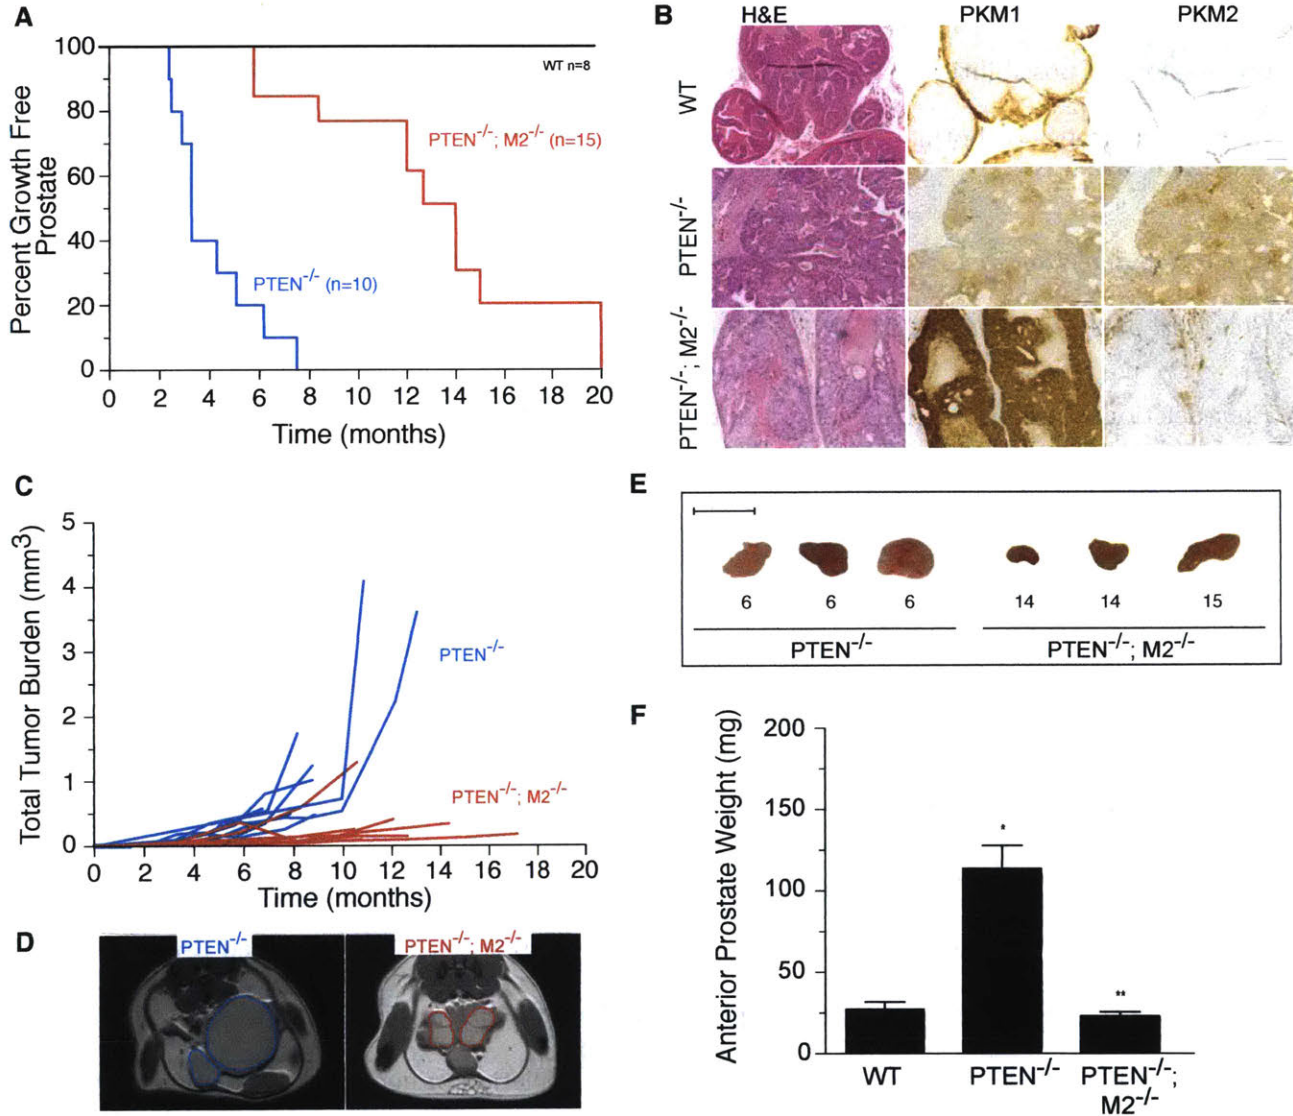 A
Percent Growth Free
Prostate
100
80
60
40
20
0
WT n=8
PTEN-/-; M2-/- (n=15)
PTEN-/- (n=10)
0 2 4 6 8 10 12 14 16 18 20
Time (months)
B
H&E PKM1 PKM2
WT
PTEN-/-
PTEN-/-; M2-/-
C
Total Tumor Burden (mm3)
5
4
3
2
1
0
PTEN-/-
PTEN-/-; M2-/-
0 2 4 6 8 10 12 14 16 18 20
Time (months)
D
PTEN-/- PTEN-/-; M2-/-
E
6 6 6 14 14 15
PTEN-/- PTEN-/-; M2-/-
F
Anterior Prostate Weight (mg)
200
150
100
50
0
*
**
WT PTEN-/- PTEN-/-;
M2-/-